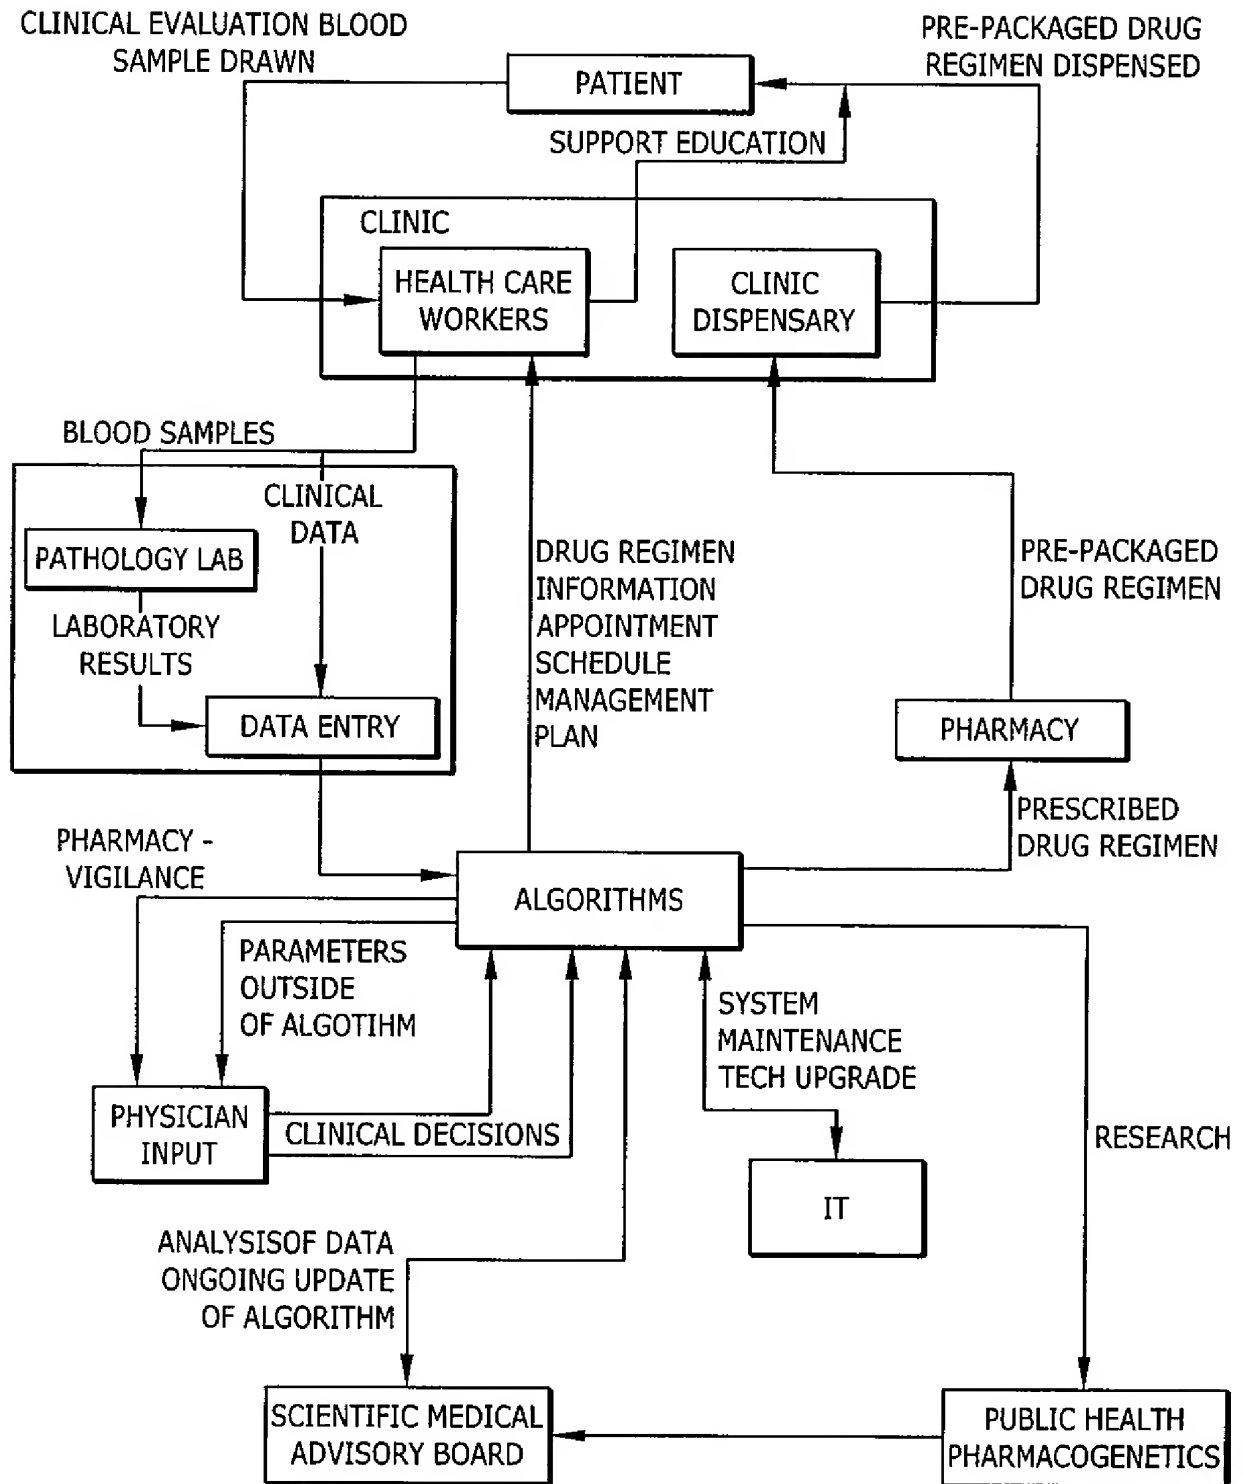 CLINICAL EVALUATION BLOOD
SAMPLE DRAWN
PRE-PACKAGED DRUG
REGIMEN DISPENSED
PATIENT
SUPPORT EDUCATION
CLINIC
HEALTH CARE
WORKERS
CLINIC
DISPENSARY
BLOOD SAMPLES
CLINICAL
DATA
PATHOLOGY LAB
LABORATORY
RESULTS
DATA ENTRY
DRUG REGIMEN
INFORMATION
APPOINTMENT
SCHEDULE
MANAGEMENT
PLAN
PRE-PACKAGED
DRUG REGIMEN
PHARMACY
PRESCRIBED
DRUG REGIMEN
PHARMACY -
VIGILANCE
ALGORITHMS
PARAMETERS
OUTSIDE
OF ALGOTIHM
SYSTEM
MAINTENANCE
TECH UPGRADE
PHYSICIAN
INPUT
CLINICAL DECISIONS
IT
RESEARCH
ANALYSISOF DATA
ONGOING UPDATE
OF ALGORITHM
SCIENTIFIC MEDICAL
ADVISORY BOARD
PUBLIC HEALTH
PHARMACOGENETICS